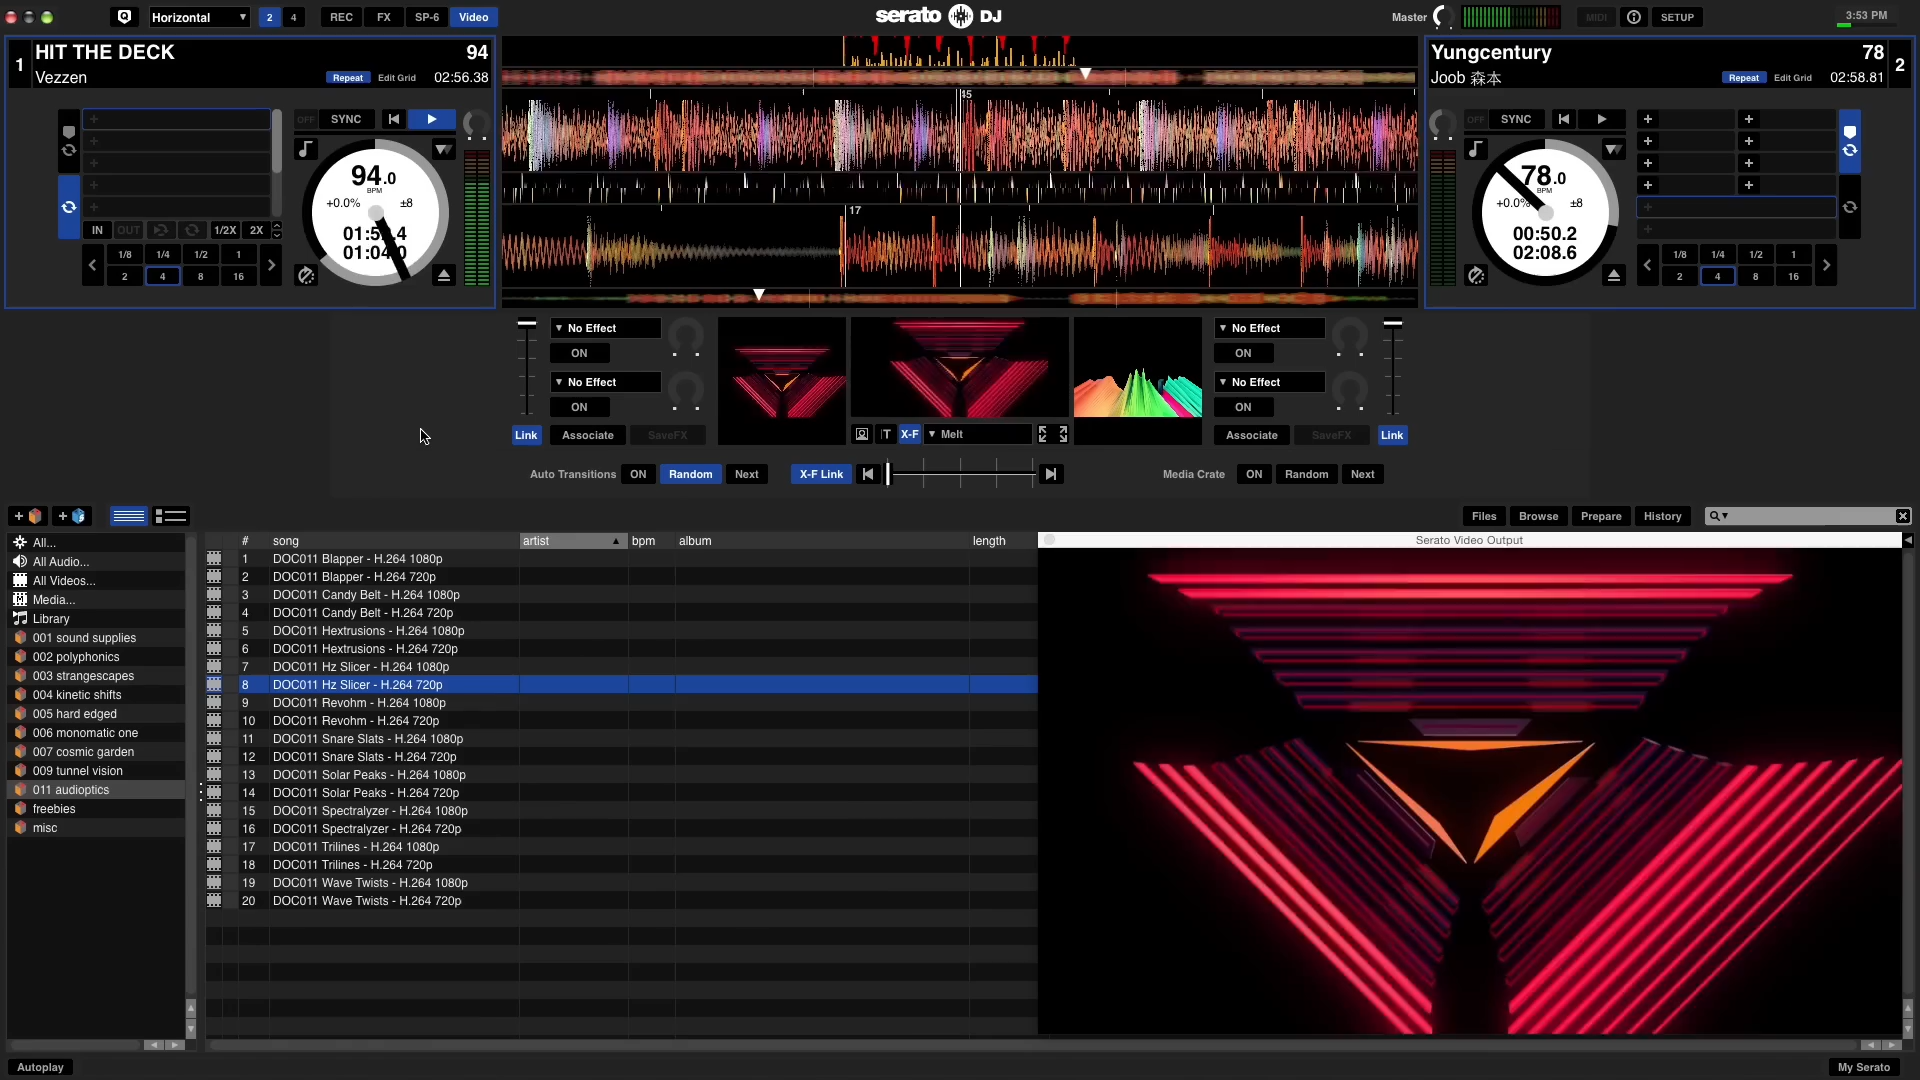 Horizontal 2 4 REC FX SP-6 Video serato DJ Master MIDI SETUP 3:53 PM
1 HIT THE DECK 94
Vezzen Repeat Edit Grid 02:56.38
Yungcentury 78 2
Joob 森本 Repeat Edit Grid 02:58.81
OFF SYNC
94.0
BPM
+0.0% ±8
IN OUT 1/2X 2X
1/8 1/4 1/2 1
2 4 8 16
17
OFF SYNC
78.0
BPM
+0.0% ±8
00:50.2
02:08.6
1/8 1/4 1/2 1
2 4 8 16
No Effect
ON
No Effect
ON
Link Associate SaveFX
T X-F Melt
No Effect
ON
No Effect
ON
Associate SaveFX Link
Auto Transitions ON Random Next X-F Link Media Crate ON Random Next
Files Browse Prepare History
All...
All Audio...
All Videos...
Media...
Library
001 sound supplies
002 polyphonics
003 strangescapes
004 kinetic shifts
005 hard edged
006 monomatic one
007 cosmic garden
009 tunnel vision
011 audioptics
freebies
misc
# song artist bpm album length
1 DOC011 Blapper - H.264 1080p
2 DOC011 Blapper - H.264 720p
3 DOC011 Candy Belt - H.264 1080p
4 DOC011 Candy Belt - H.264 720p
5 DOC011 Hextrusions - H.264 1080p
6 DOC011 Hextrusions - H.264 720p
7 DOC011 Hz Slicer - H.264 1080p
8 DOC011 Hz Slicer - H.264 720p
9 DOC011 Revohm - H.264 1080p
10 DOC011 Revohm - H.264 720p
11 DOC011 Snare Slats - H.264 1080p
12 DOC011 Snare Slats - H.264 720p
13 DOC011 Solar Peaks - H.264 1080p
14 DOC011 Solar Peaks - H.264 720p
15 DOC011 Spectralyzer - H.264 1080p
16 DOC011 Spectralyzer - H.264 720p
17 DOC011 Trilines - H.264 1080p
18 DOC011 Trilines - H.264 720p
19 DOC011 Wave Twists - H.264 1080p
20 DOC011 Wave Twists - H.264 720p
Serato Video Output
Autoplay My Serato